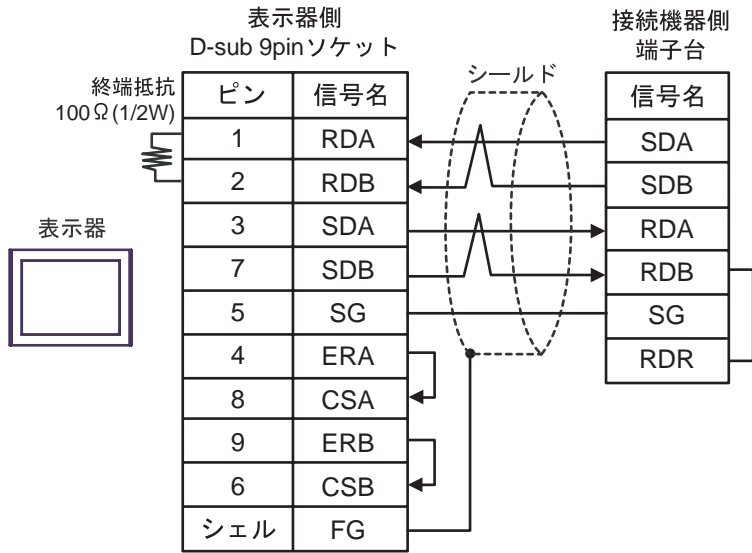 表示器側
D-sub 9pinソケット
接続機器側
端子台
終端抵抗
100Ω(1/2W)
シールド
表示器
ピン 信号名
1 RDA
2 RDB
3 SDA
7 SDB
5 SG
4 ERA
8 CSA
9 ERB
6 CSB
シェル FG
信号名
SDA
SDB
RDA
RDB
SG
RDR